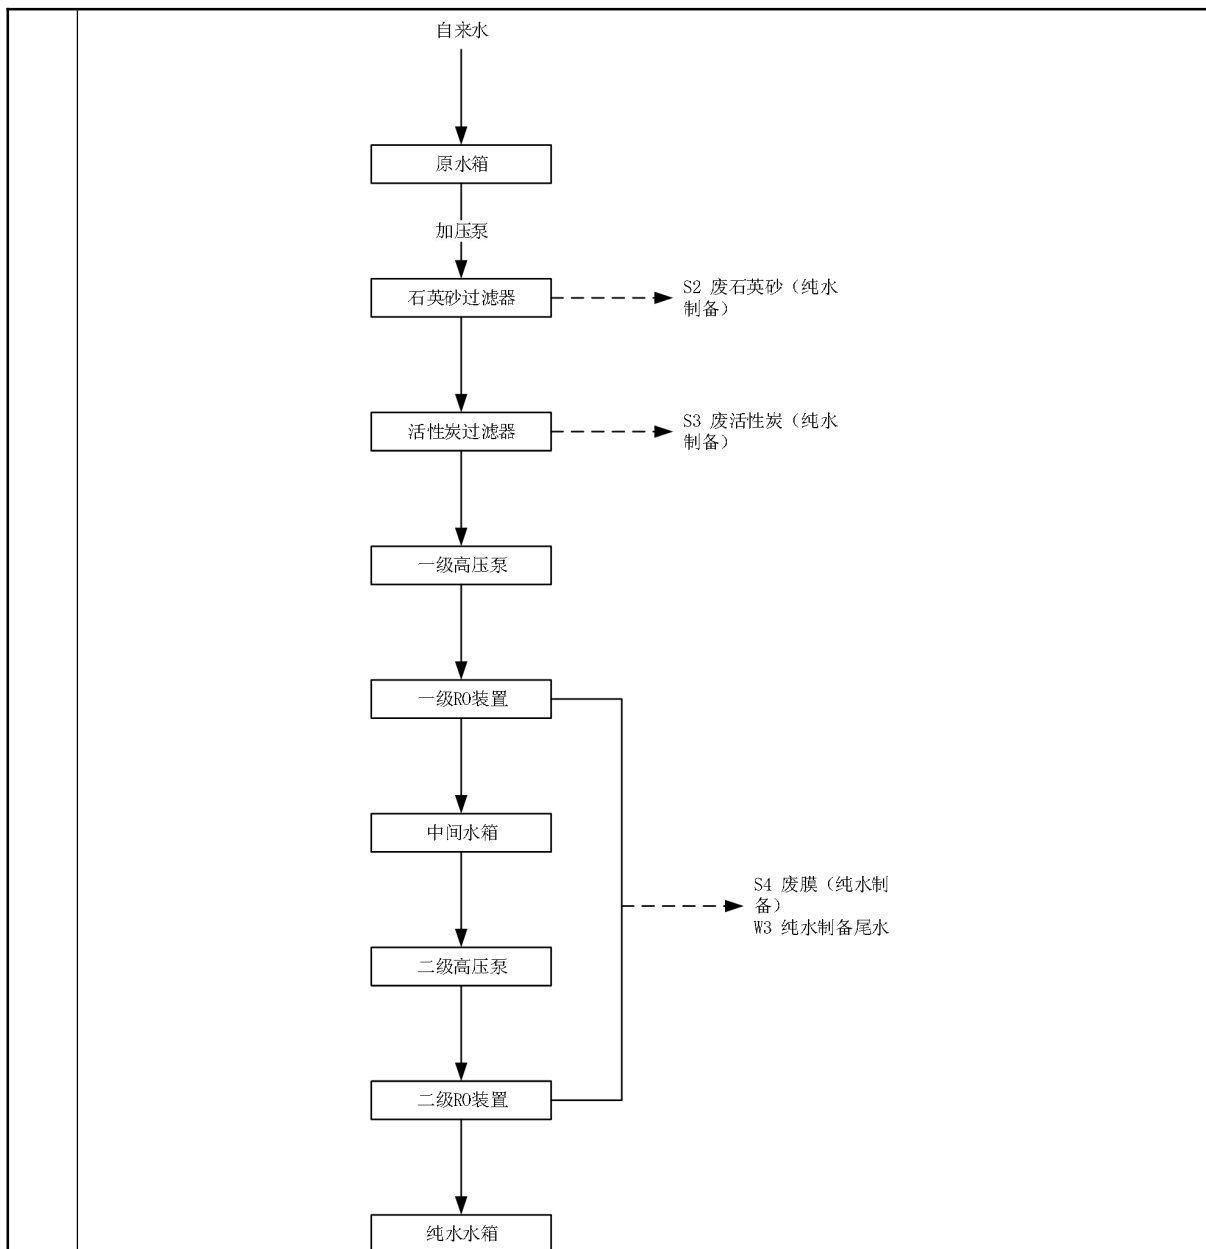 自来水
原水箱
加压泵
石英砂过滤器
S2 废石英砂（纯水
制备）
活性炭过滤器
S3 废活性炭（纯水
制备）
一级高压泵
一级RO装置
中间水箱
S4 废膜（纯水制
备）
W3 纯水制备尾水
二级高压泵
二级RO装置
纯水水箱